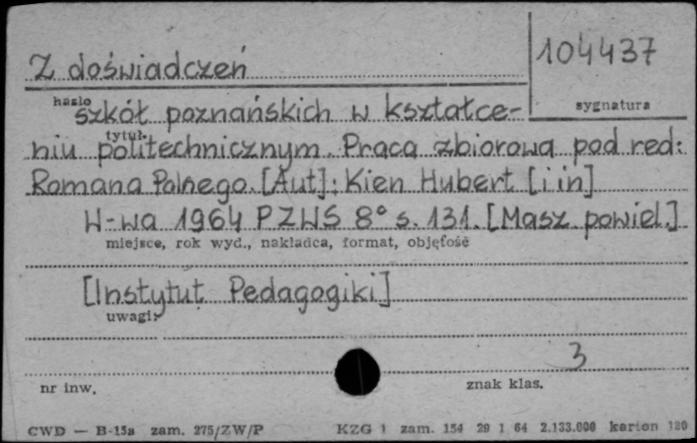 104437
Z doświadczeń
hasło
sygnatura
szkół poznańskich w kształce-
tytuł
niu politechnicznym. Praca zbiorowa pod red:
Romana Polnego. [Aut]: Kien Hubert [i in]
W-wa 1964 PZWS 8° s. 131. [Masz powiel.]
miejsce, rok wyd., nakładca, format, objętość
[Instytut Pedagogiki]
uwagi:
3
nr inw.
znak klas.
CWD — B-15a zam. 275/ZW/P KZG 1 zam. 154 29 1 64 2.133.000 karton 120